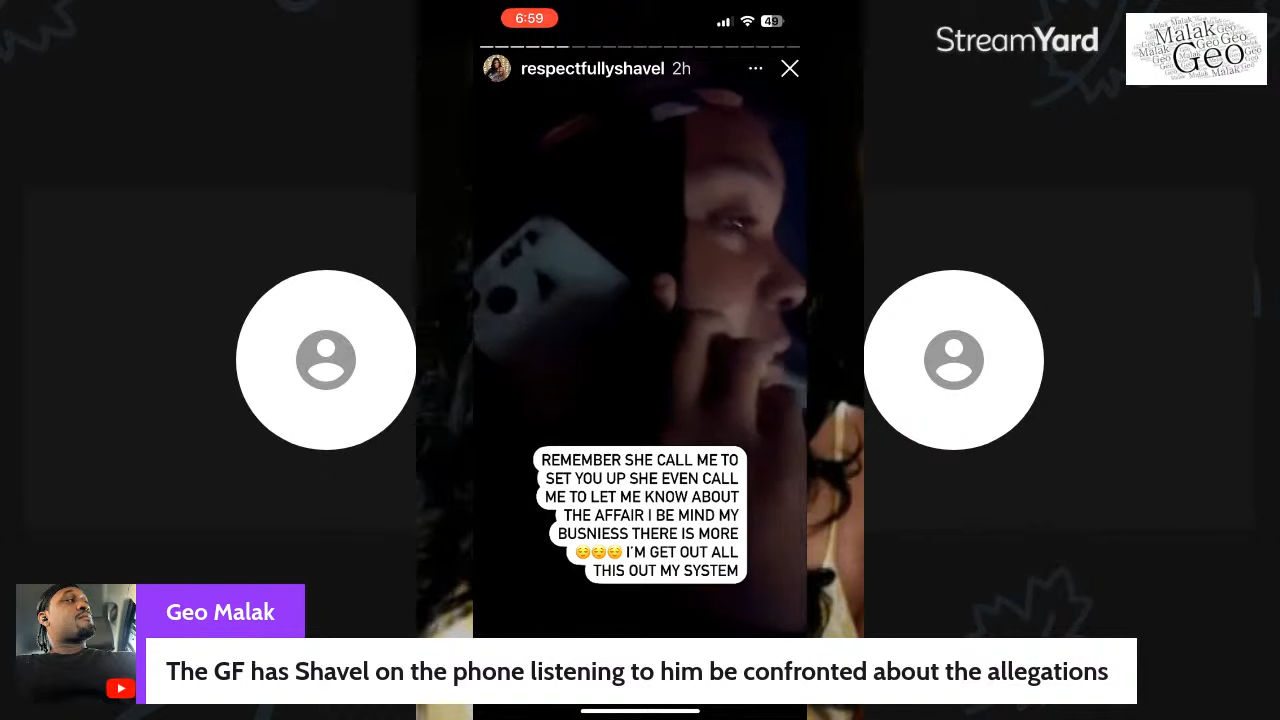 6:59
49
respectfullyshavel 2h
StreamYard
Malak
Geo
REMEMBER SHE CALL ME TO
SET YOU UP SHE EVEN CALL
ME TO LET ME KNOW ABOUT
THE AFFAIR I BE MIND MY
BUSNIESS THERE IS MORE
😌😌😌 I'M GET OUT ALL
THIS OUT MY SYSTEM
Geo Malak
The GF has Shavel on the phone listening to him be confronted about the allegations